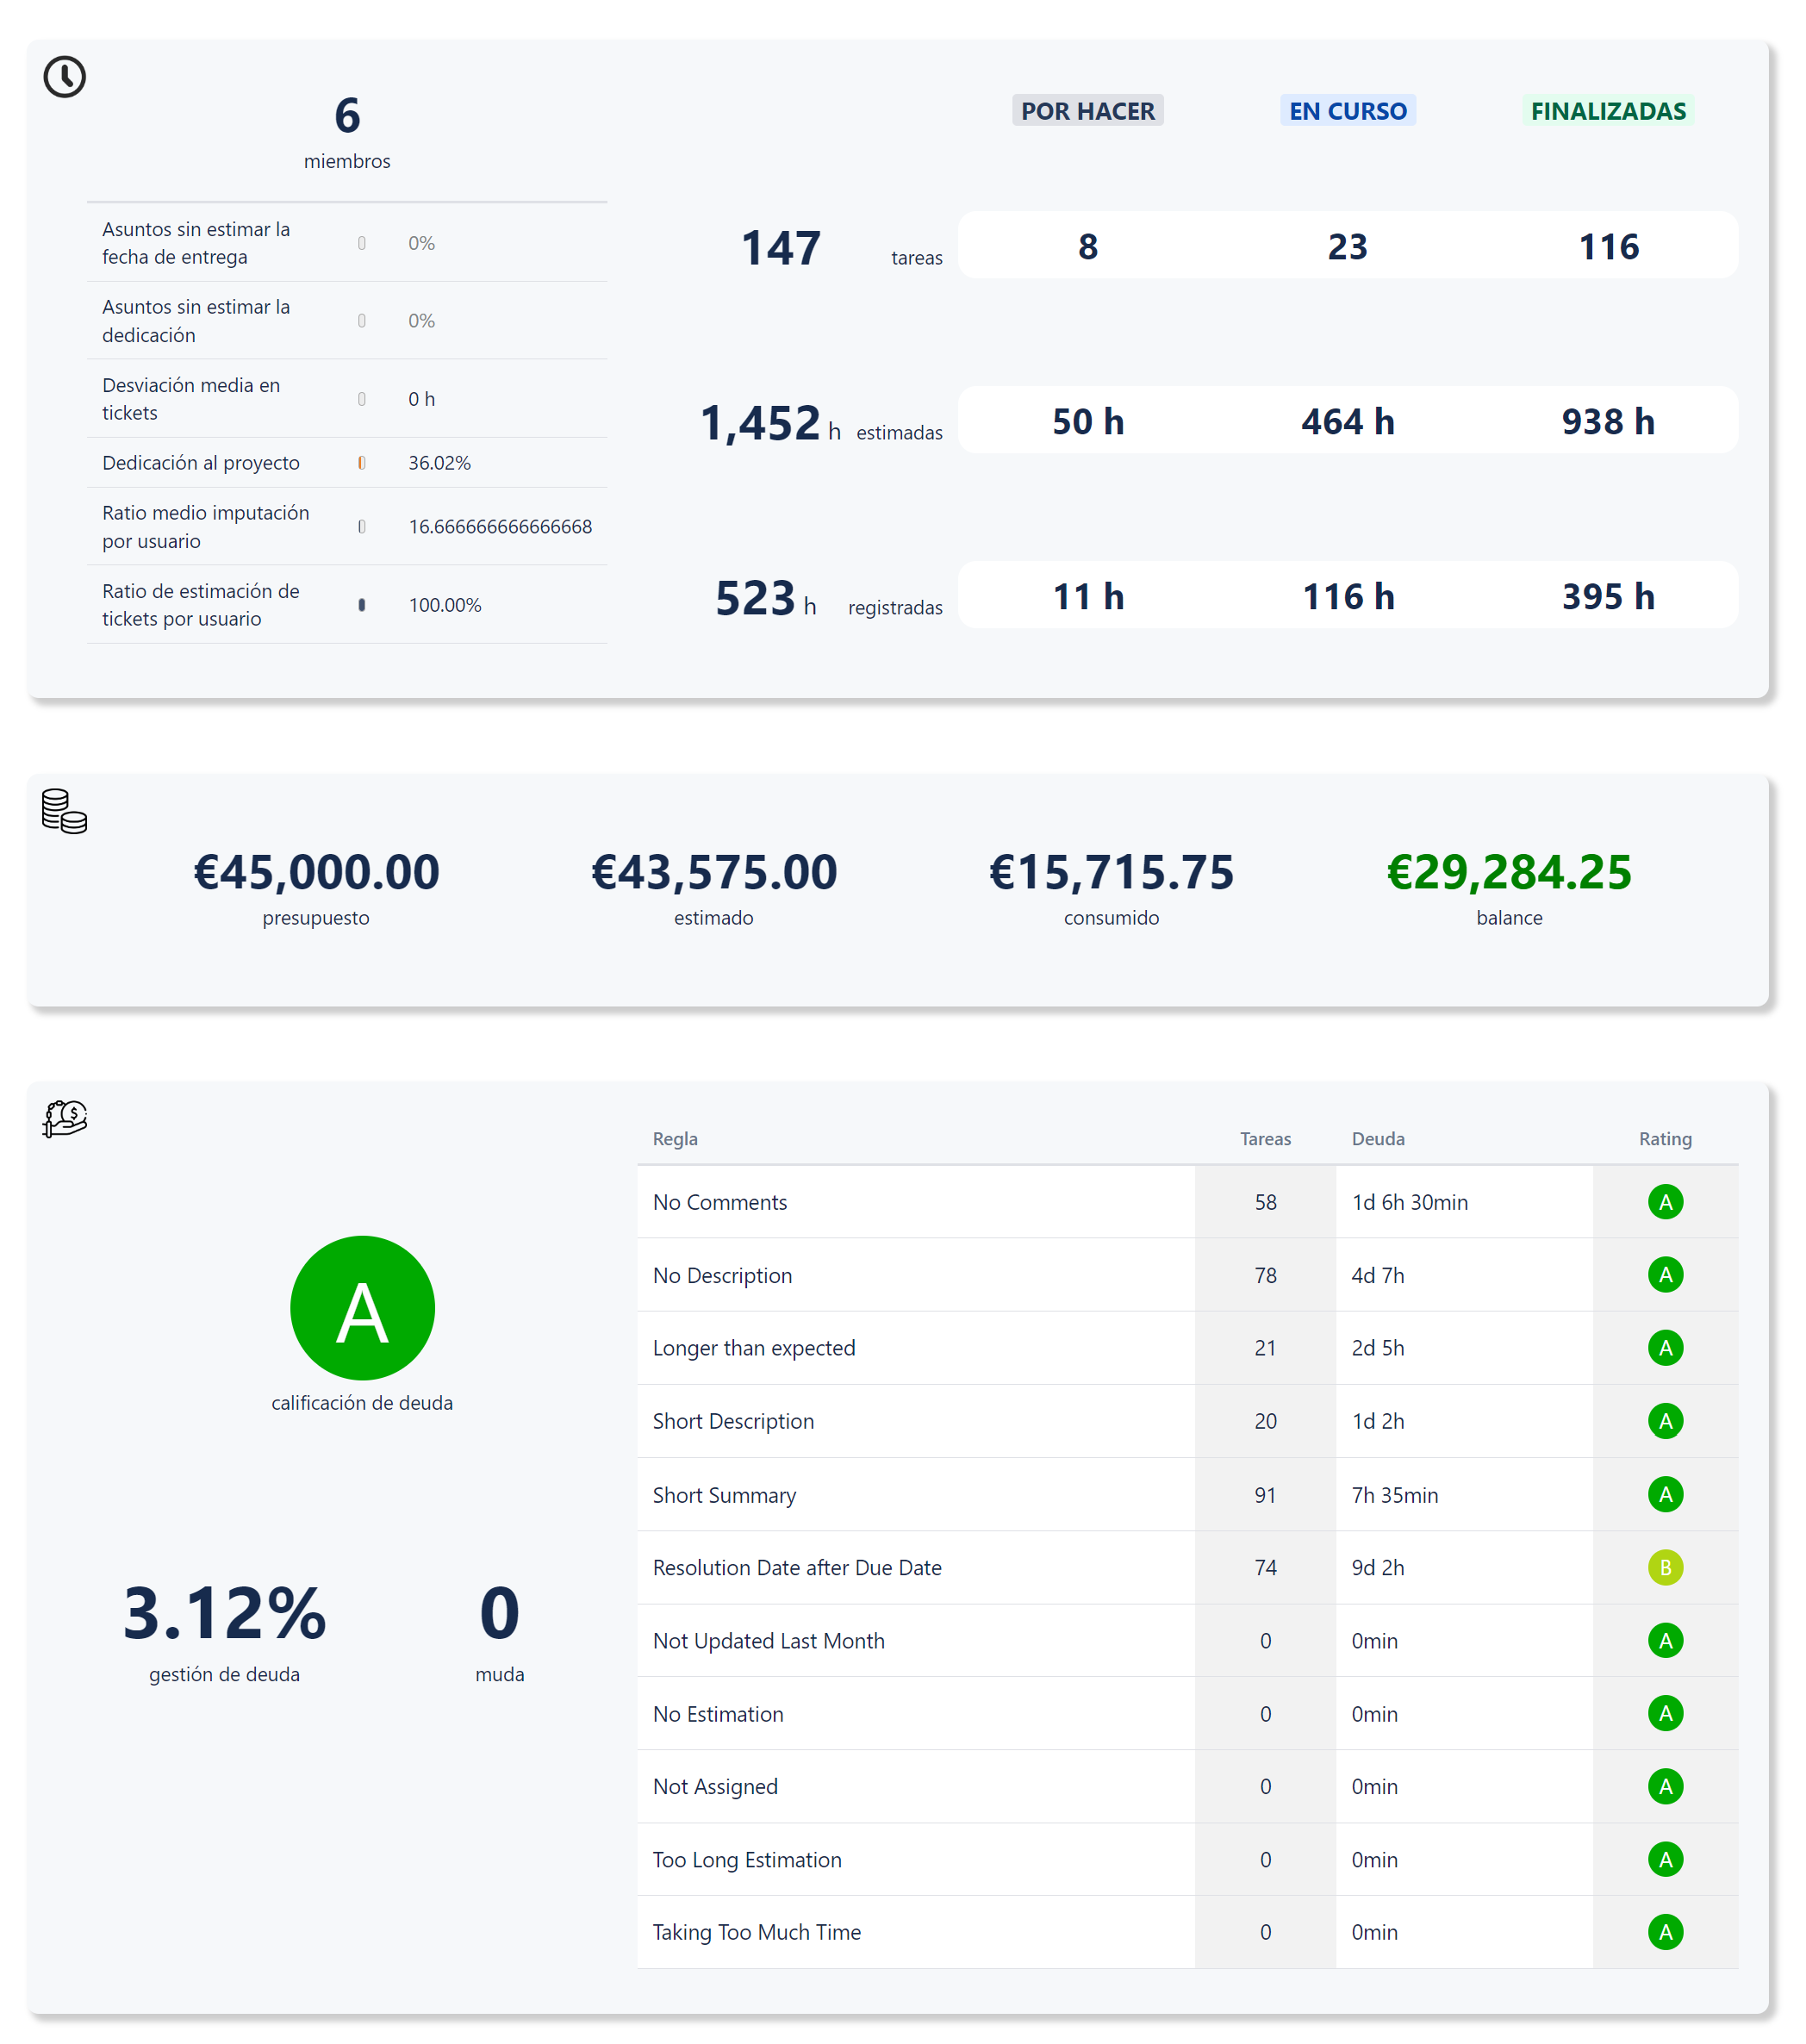 6
miembros
POR HACER EN CURSO FINALIZADAS
Asuntos sin estimar la
fecha de entrega
0%
Asuntos sin estimar la
dedicación
0%
Desviación media en
tickets
0 h
Dedicación al proyecto 36.02%
Ratio medio imputación
por usuario
16.666666666666668
Ratio de estimación de
tickets por usuario
100.00%
147 tareas 8 23 116
1,452 h estimadas 50 h 464 h 938 h
523 h registradas 11 h 116 h 395 h
€45,000.00 €43,575.00 €15,715.75 €29,284.25
presupuesto estimado consumido balance
A
calificación de deuda
3.12% 0
gestión de deuda muda
Regla Tareas Deuda Rating
No Comments 58 1d 6h 30min A
No Description 78 4d 7h A
Longer than expected 21 2d 5h A
Short Description 20 1d 2h A
Short Summary 91 7h 35min A
Resolution Date after Due Date 74 9d 2h B
Not Updated Last Month 0 0min A
No Estimation 0 0min A
Not Assigned 0 0min A
Too Long Estimation 0 0min A
Taking Too Much Time 0 0min A